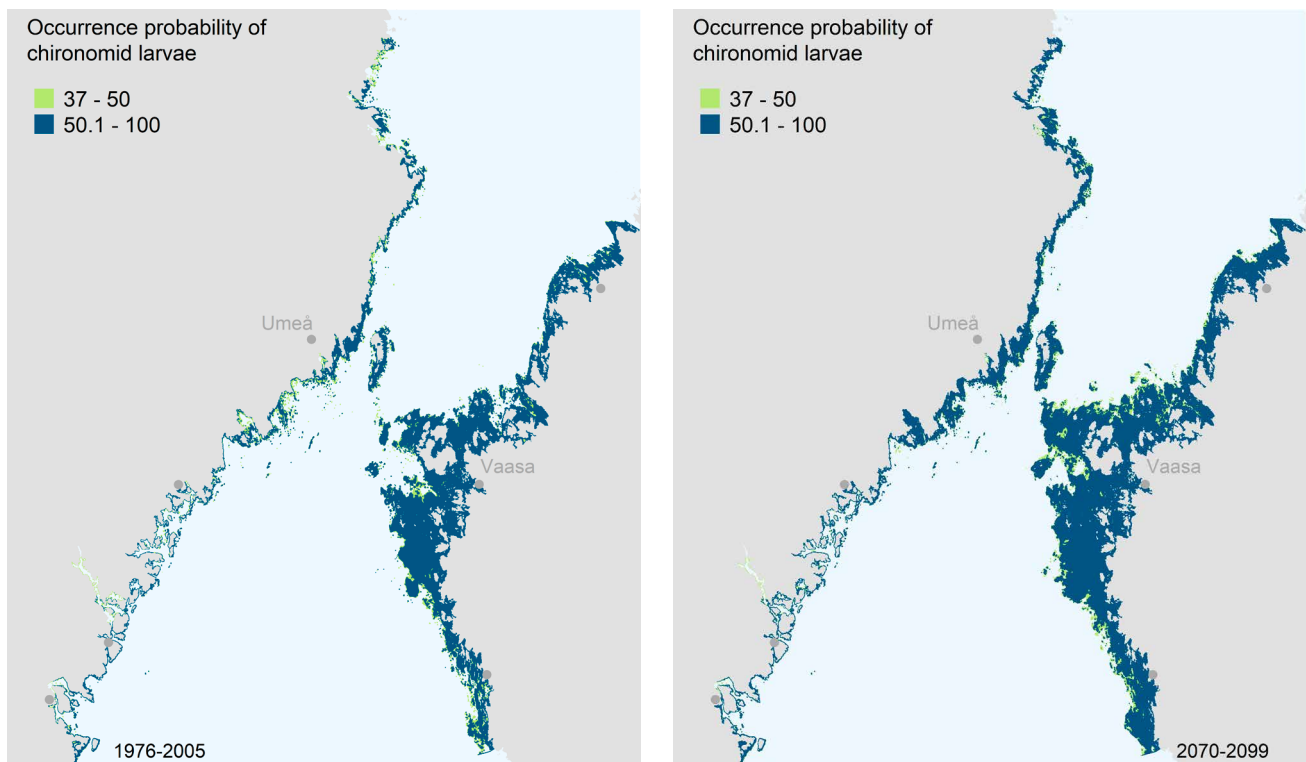 Occurrence probability of
chironomid larvae
37 - 50
50.1 - 100
Umeå
Vaasa
1976-2005
Occurrence probability of
chironomid larvae
37 - 50
50.1 - 100
Umeå
Vaasa
2070-2099